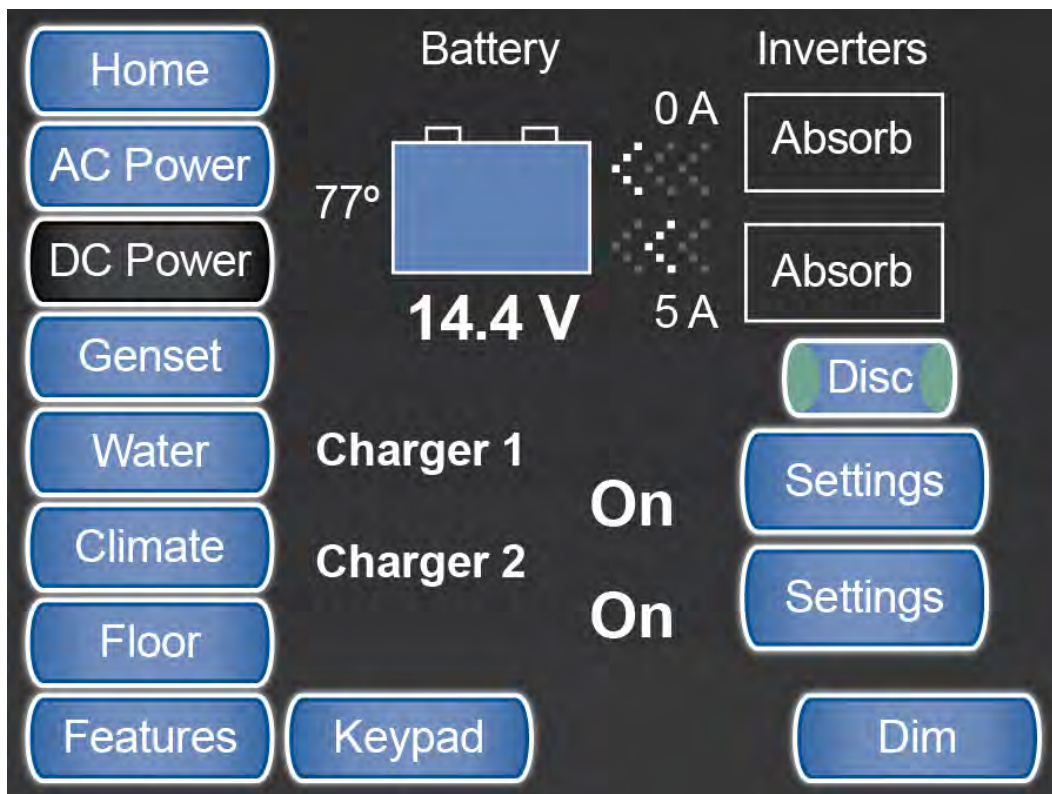 Home
AC Power
DC Power
Genset
Water
Climate
Floor
Features
Battery
77º
14.4 V
Inverters
0 A
Absorb
5 A
Absorb
Disc
Charger 1
On
Settings
Charger 2
On
Settings
Keypad
Dim